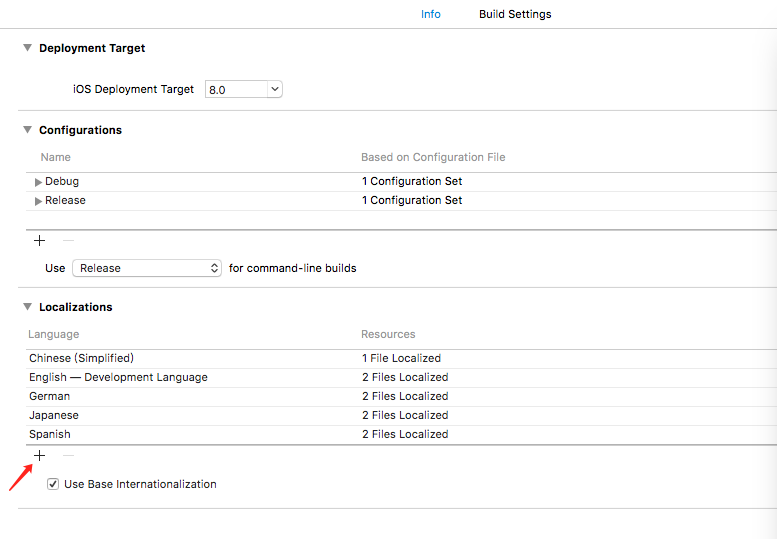 Info Build Settings
Deployment Target
iOS Deployment Target 8.0
Configurations
Name Based on Configuration File
Debug 1 Configuration Set
Release 1 Configuration Set
Use Release for command-line builds
Localizations
Language Resources
Chinese (Simplified) 1 File Localized
English — Development Language 2 Files Localized
German 2 Files Localized
Japanese 2 Files Localized
Spanish 2 Files Localized
Use Base Internationalization